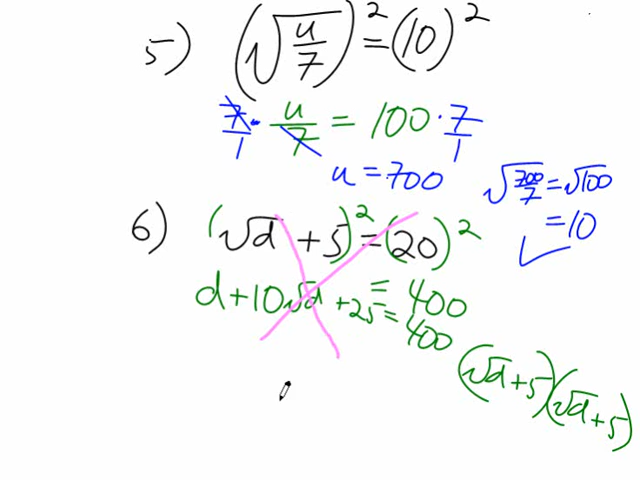 5) (√u/7)² = (10)²
7/1 · u/7 = 100 · 7/1
u = 700
√700/7 = √100
= 10 ✓
6) (√d + 5)² = (20)²
d + 10√d + 25 = 400
= 400
(√d + 5)(√d + 5)